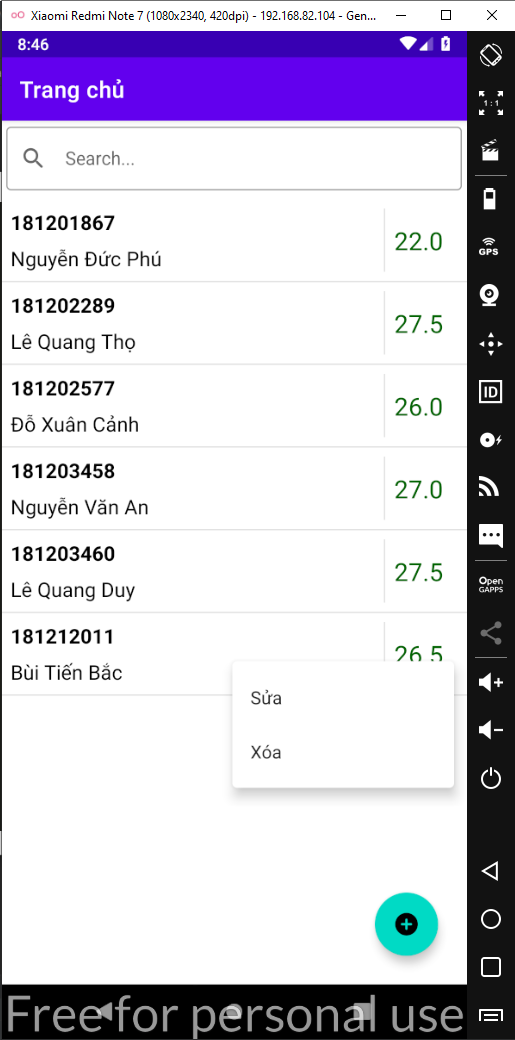 Xiaomi Redmi Note 7 (1080x2340, 420dpi) - 192.168.82.104 - Gen...
8:46
Trang chủ
Search...
181201867
Nguyễn Đức Phú
22.0
181202289
Lê Quang Thọ
27.5
181202577
Đỗ Xuân Cảnh
26.0
181203458
Nguyễn Văn An
27.0
181203460
Lê Quang Duy
27.5
181212011
Bùi Tiến Bắc
26.5
Sửa
Xóa
Free for personal use
1:1
GPS
ID
Open
GAPPS